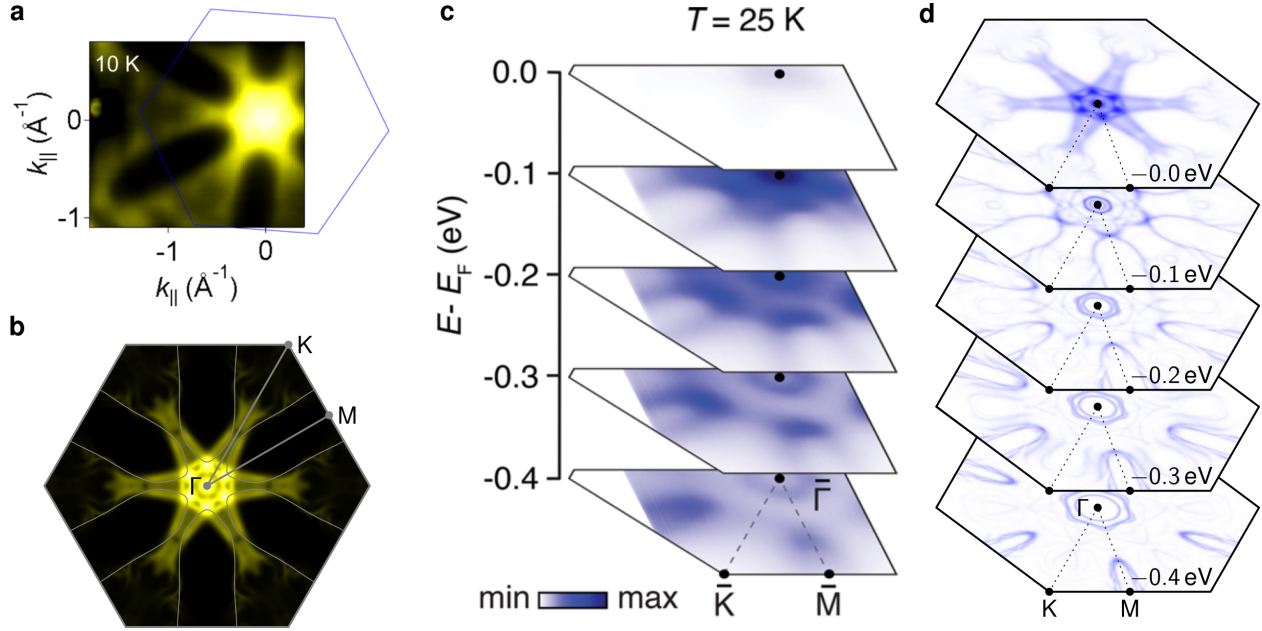 a
10 K
0
-1
k|| (Å⁻¹)
-1
0
k|| (Å⁻¹)
b
K
M
Γ
c
T = 25 K
0.0
-0.1
-0.2
-0.3
-0.4
E- E_F (eV)
Γ̅
K̅
M̅
min
max
d
−0.0 eV
−0.1 eV
−0.2 eV
−0.3 eV
Γ
−0.4 eV
K
M